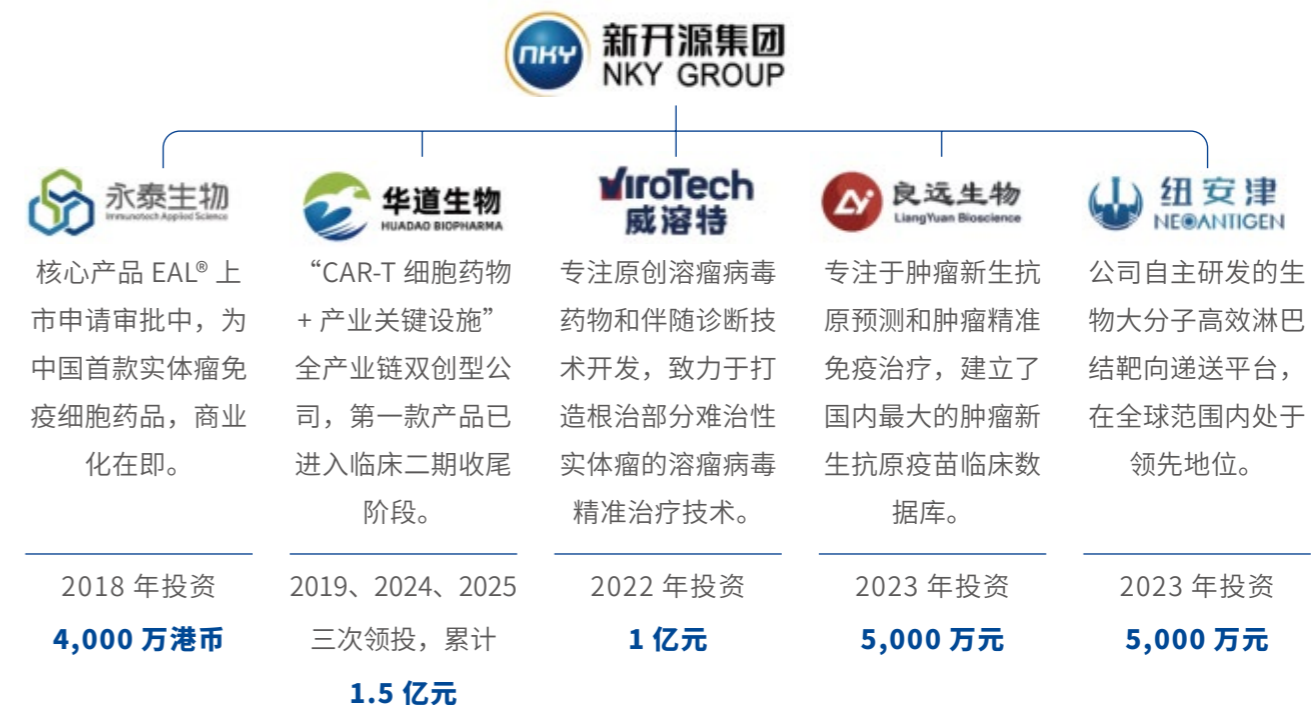 NKY
新开源集团
NKY GROUP
永泰生物
Immunotech Applied Science
核心产品 EAL® 上
市申请审批中，为
中国首款实体瘤免
疫细胞药品，商业
化在即。
2018 年投资
4,000 万港币
华道生物
HUADAO BIOPHARMA
“CAR-T 细胞药物
+ 产业关键设施”
全产业链双创型公
司，第一款产品已
进入临床二期收尾
阶段。
2019、2024、2025
三次领投，累计
1.5 亿元
ViroTech
威溶特
专注原创溶瘤病毒
药物和伴随诊断技
术开发，致力于打
造根治部分难治性
实体瘤的溶瘤病毒
精准治疗技术。
2022 年投资
1 亿元
良远生物
LiangYuan Bioscience
专注于肿瘤新生抗
原预测和肿瘤精准
免疫治疗，建立了
国内最大的肿瘤新
生抗原疫苗临床数
据库。
2023 年投资
5,000 万元
纽安津
NEOANTIGEN
公司自主研发的生
物大分子高效淋巴
结靶向递送平台，
在全球范围内处于
领先地位。
2023 年投资
5,000 万元